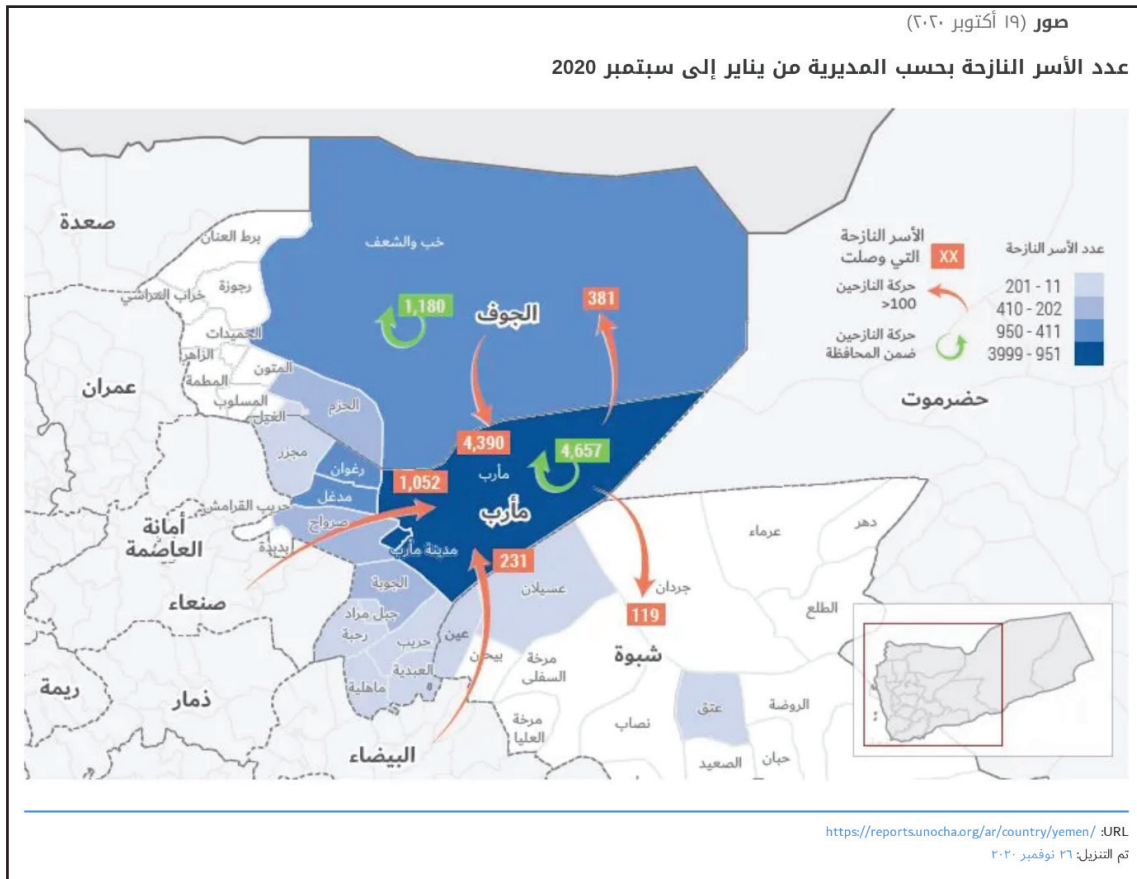 صور (١٩ أكتوبر ٢٠٢٠)
عدد الأسر النازحة بحسب المديرية من يناير إلى سبتمبر 2020
صعدة
برط العنان
خب والشعف
رجوزة
خراب المراشي
الحميدات
الزاهر
المتون
المطمة
المسلوب
الغيل
الحزم
عمران
الجوف
1,180
381
4,390
4,657
1,052
231
119
الأسر النازحة
التي وصلت
XX
حركة النازحين
>100
حركة النازحين
ضمن المحافظة
عدد الأسر النازحة
201 - 11
410 - 202
950 - 411
3999 - 951
حضرموت
مجزر
رغوان
مدغل
حريب القرامش
صرواح
بدبدة
مأرب
مأرب
مدينة مأرب
أمانة
العاصمة
صنعاء
الجوبة
جبل مراد
رحبة
حريب
العبدية
ماهلية
عين
بيحان
عسيلان
جردان
عرماء
دهر
الطلح
شبوة
مرخة
السفلى
مرخة
العليا
نصاب
عتق
الروضة
حبان
الصعيد
ريمة
ذمار
البيضاء
URL: https://reports.unocha.org/ar/country/yemen/
تم التنزيل: ٢٦ نوفمبر ٢٠٢٠